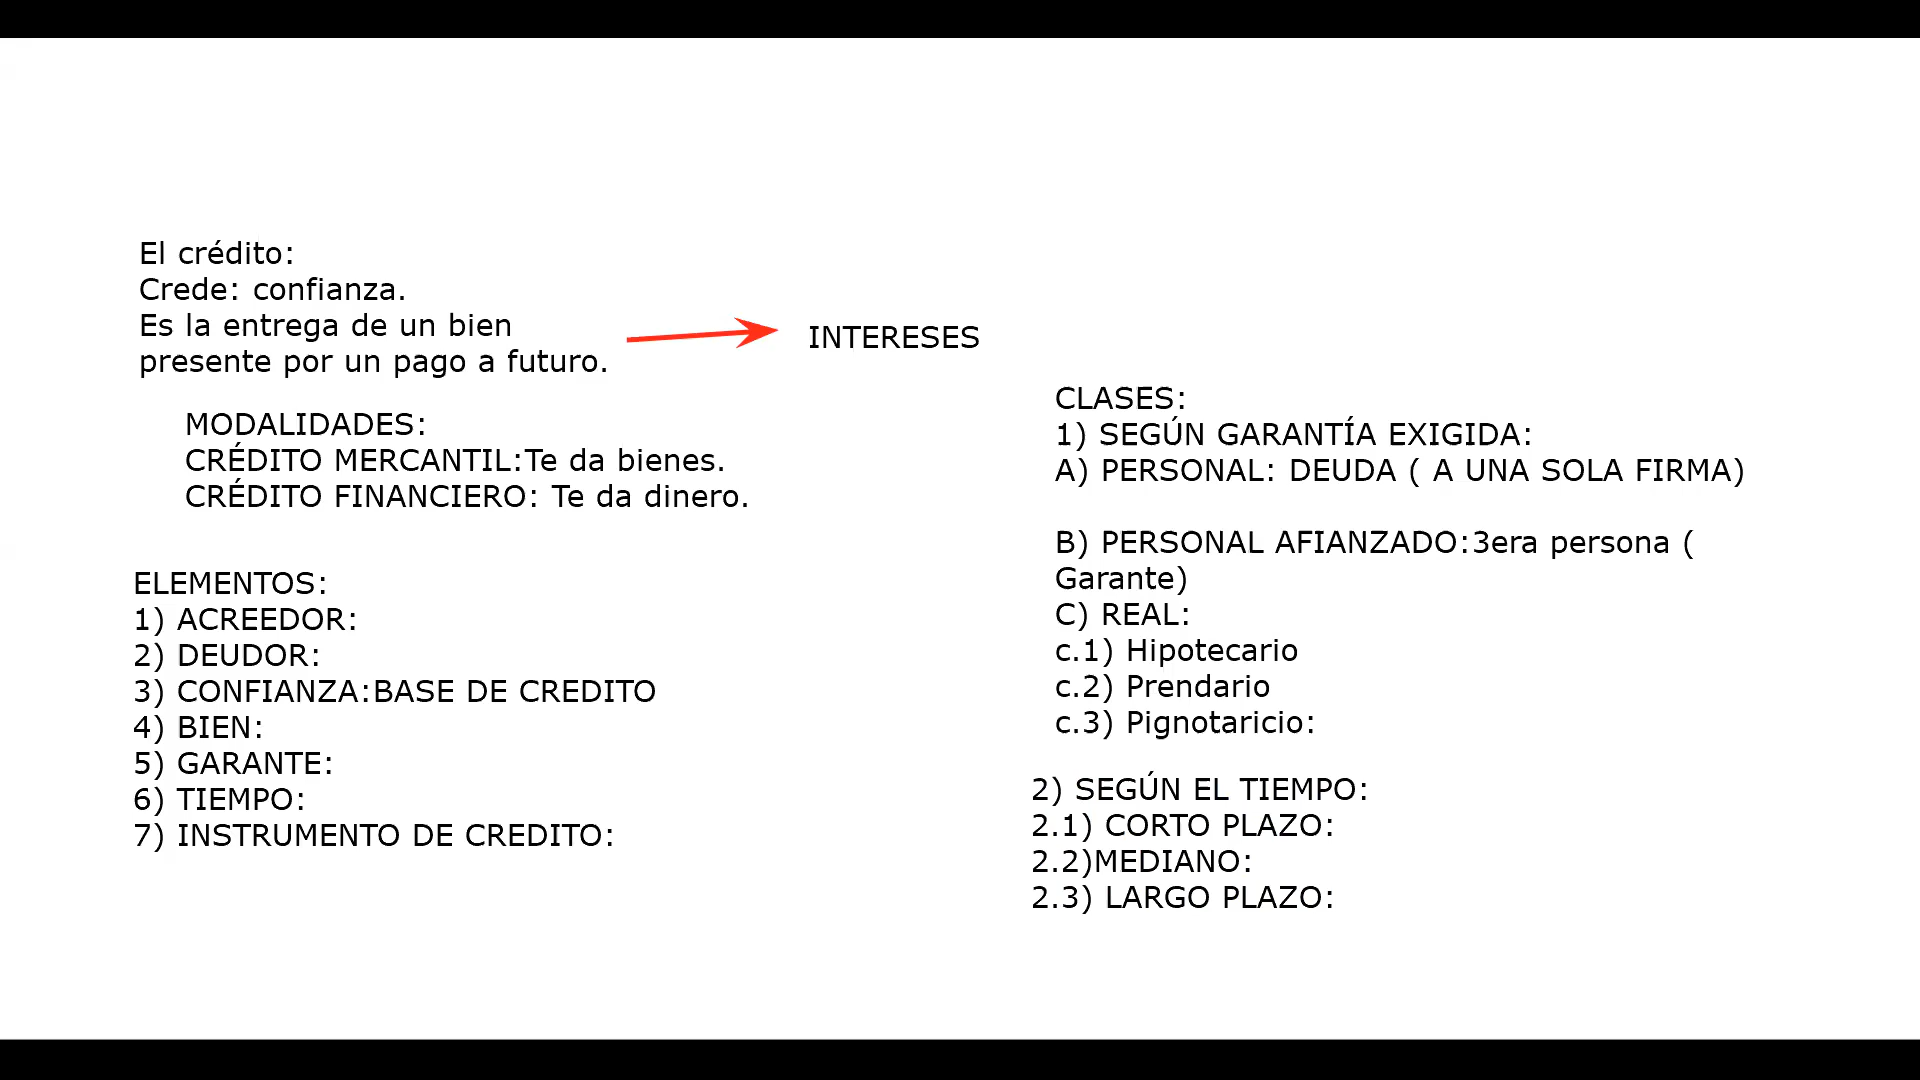 El crédito:
Crede: confianza.
Es la entrega de un bien
presente por un pago a futuro.
INTERESES
MODALIDADES:
CRÉDITO MERCANTIL:Te da bienes.
CRÉDITO FINANCIERO: Te da dinero.
ELEMENTOS:
1) ACREEDOR:
2) DEUDOR:
3) CONFIANZA:BASE DE CREDITO
4) BIEN:
5) GARANTE:
6) TIEMPO:
7) INSTRUMENTO DE CREDITO:
CLASES:
1) SEGÚN GARANTÍA EXIGIDA:
A) PERSONAL: DEUDA ( A UNA SOLA FIRMA)
B) PERSONAL AFIANZADO:3era persona (
Garante)
C) REAL:
c.1) Hipotecario
c.2) Prendario
c.3) Pignotaricio:
2) SEGÚN EL TIEMPO:
2.1) CORTO PLAZO:
2.2)MEDIANO:
2.3) LARGO PLAZO: